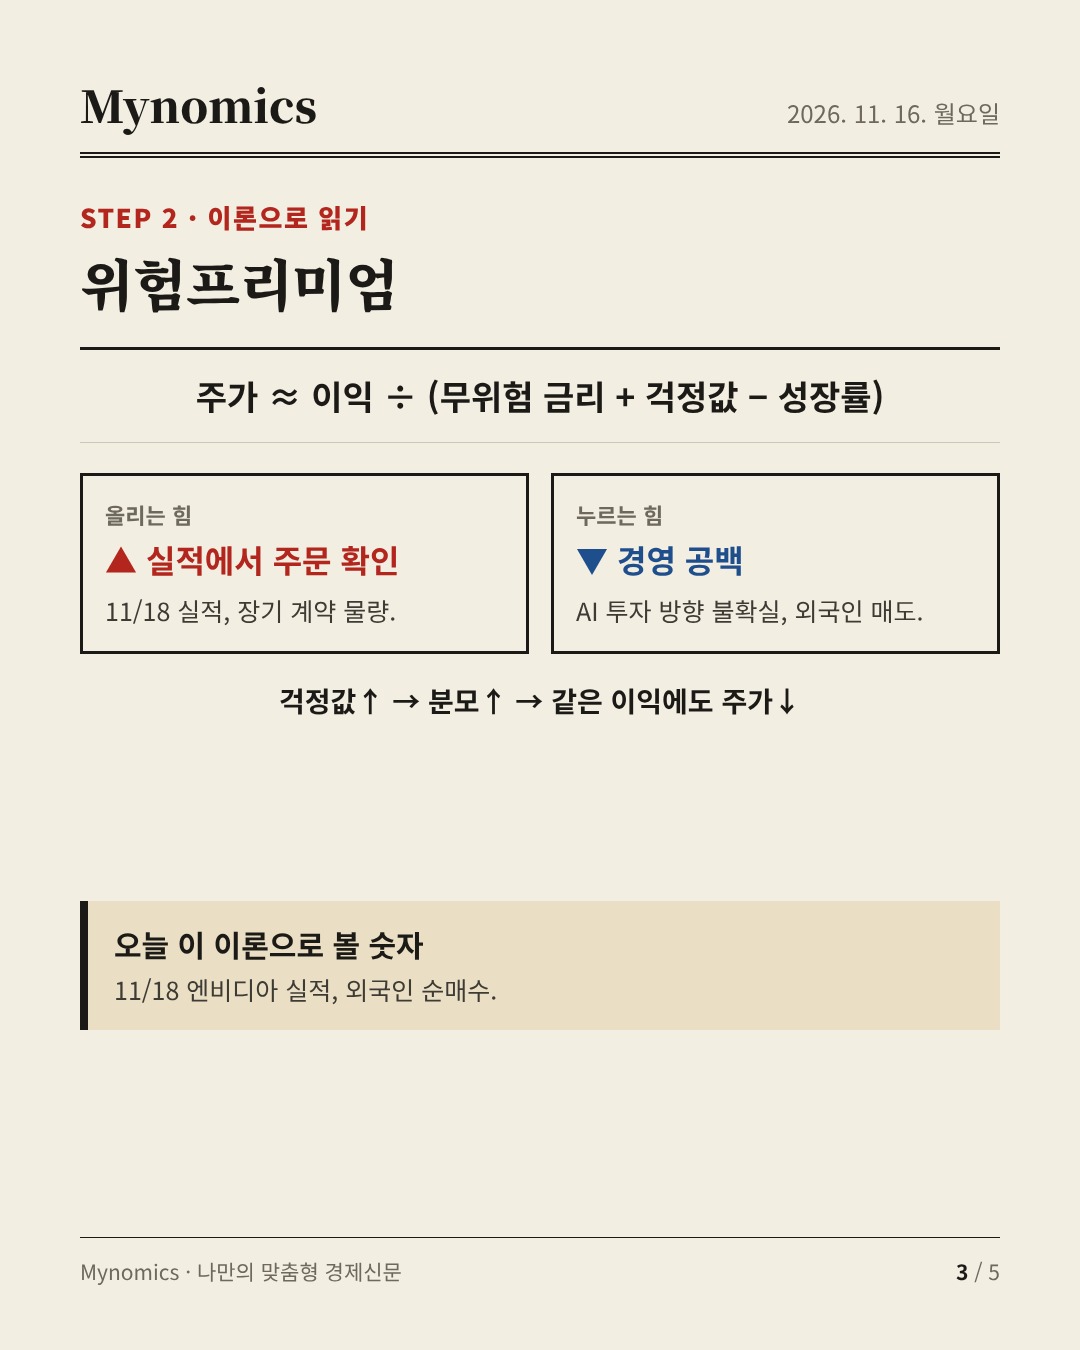 Mynomics
2026. 11. 16. 월요일
STEP 2 · 이론으로 읽기
위험프리미엄
주가 ≈ 이익 ÷ (무위험 금리 + 걱정값 − 성장률)
올리는 힘
▲ 실적에서 주문 확인
11/18 실적, 장기 계약 물량.
누르는 힘
▼ 경영 공백
AI 투자 방향 불확실, 외국인 매도.
걱정값↑ → 분모↑ → 같은 이익에도 주가↓
오늘 이 이론으로 볼 숫자
11/18 엔비디아 실적, 외국인 순매수.
Mynomics · 나만의 맞춤형 경제신문
3 / 5